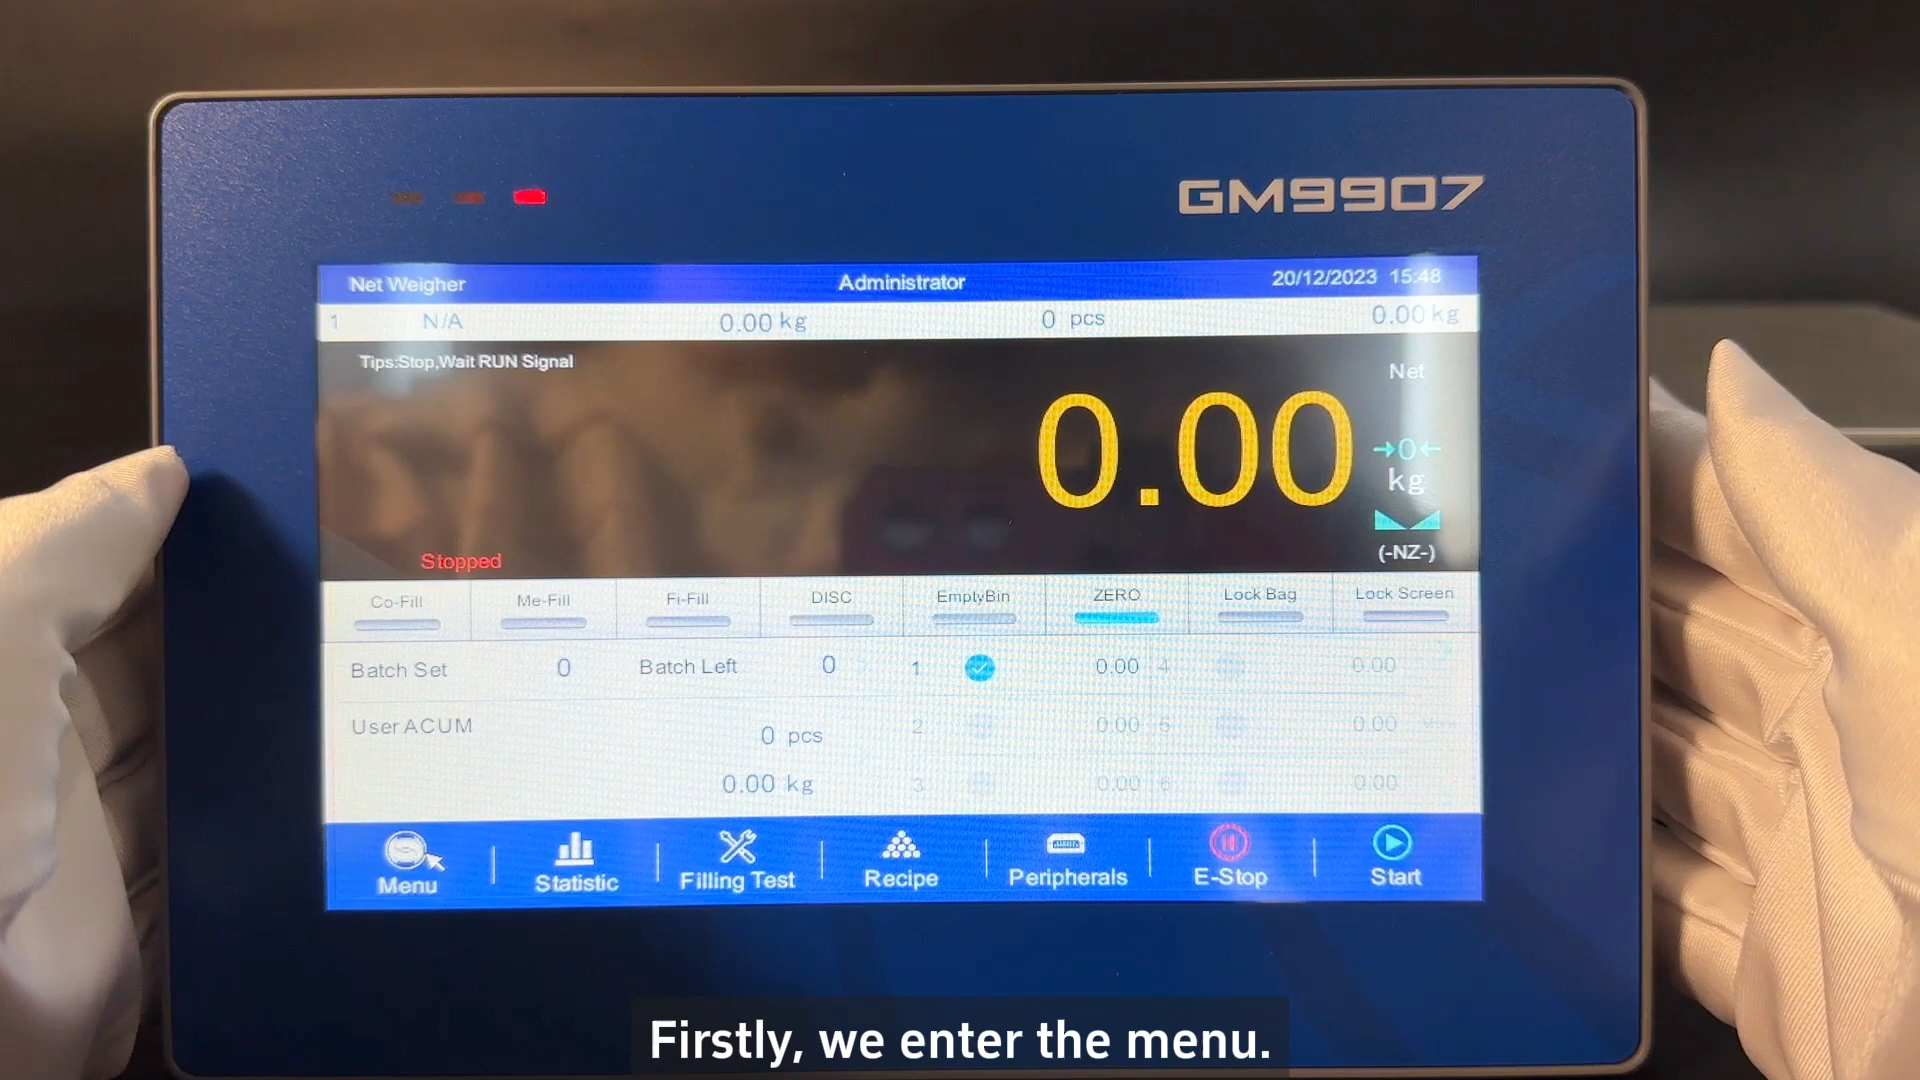 GM9907
Net Weigher Administrator 20/12/2023 15:48
1 N/A 0.00 kg 0 pcs 0.00 kg
Tips:Stop,Wait RUN Signal
Net
0.00
→0←
kg
(-NZ-)
Stopped
Co-Fill Me-Fill Fi-Fill DISC EmptyBin ZERO Lock Bag Lock Screen
Batch Set 0 Batch Left 0 1 0.00 4 0.00
User ACUM 0 pcs 2 0.00 5 0.00
0.00 kg 3 0.00 6 0.00
Menu Statistic Filling Test Recipe Peripherals E-Stop Start
Firstly, we enter the menu.